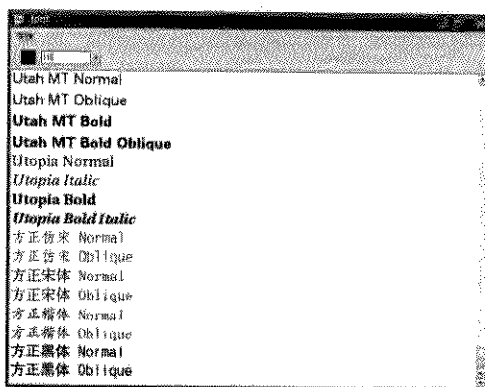 font
Utah MT Normal
Utah MT Oblique
Utah MT Bold
Utah MT Bold Oblique
Utopia Normal
Utopia Italic
Utopia Bold
Utopia Bold Italic
方正仿宋 Normal
方正仿宋 Oblique
方正宋体 Normal
方正宋体 Oblique
方正楷体 Normal
方正楷体 Oblique
方正黑体 Normal
方正黑体 Oblique